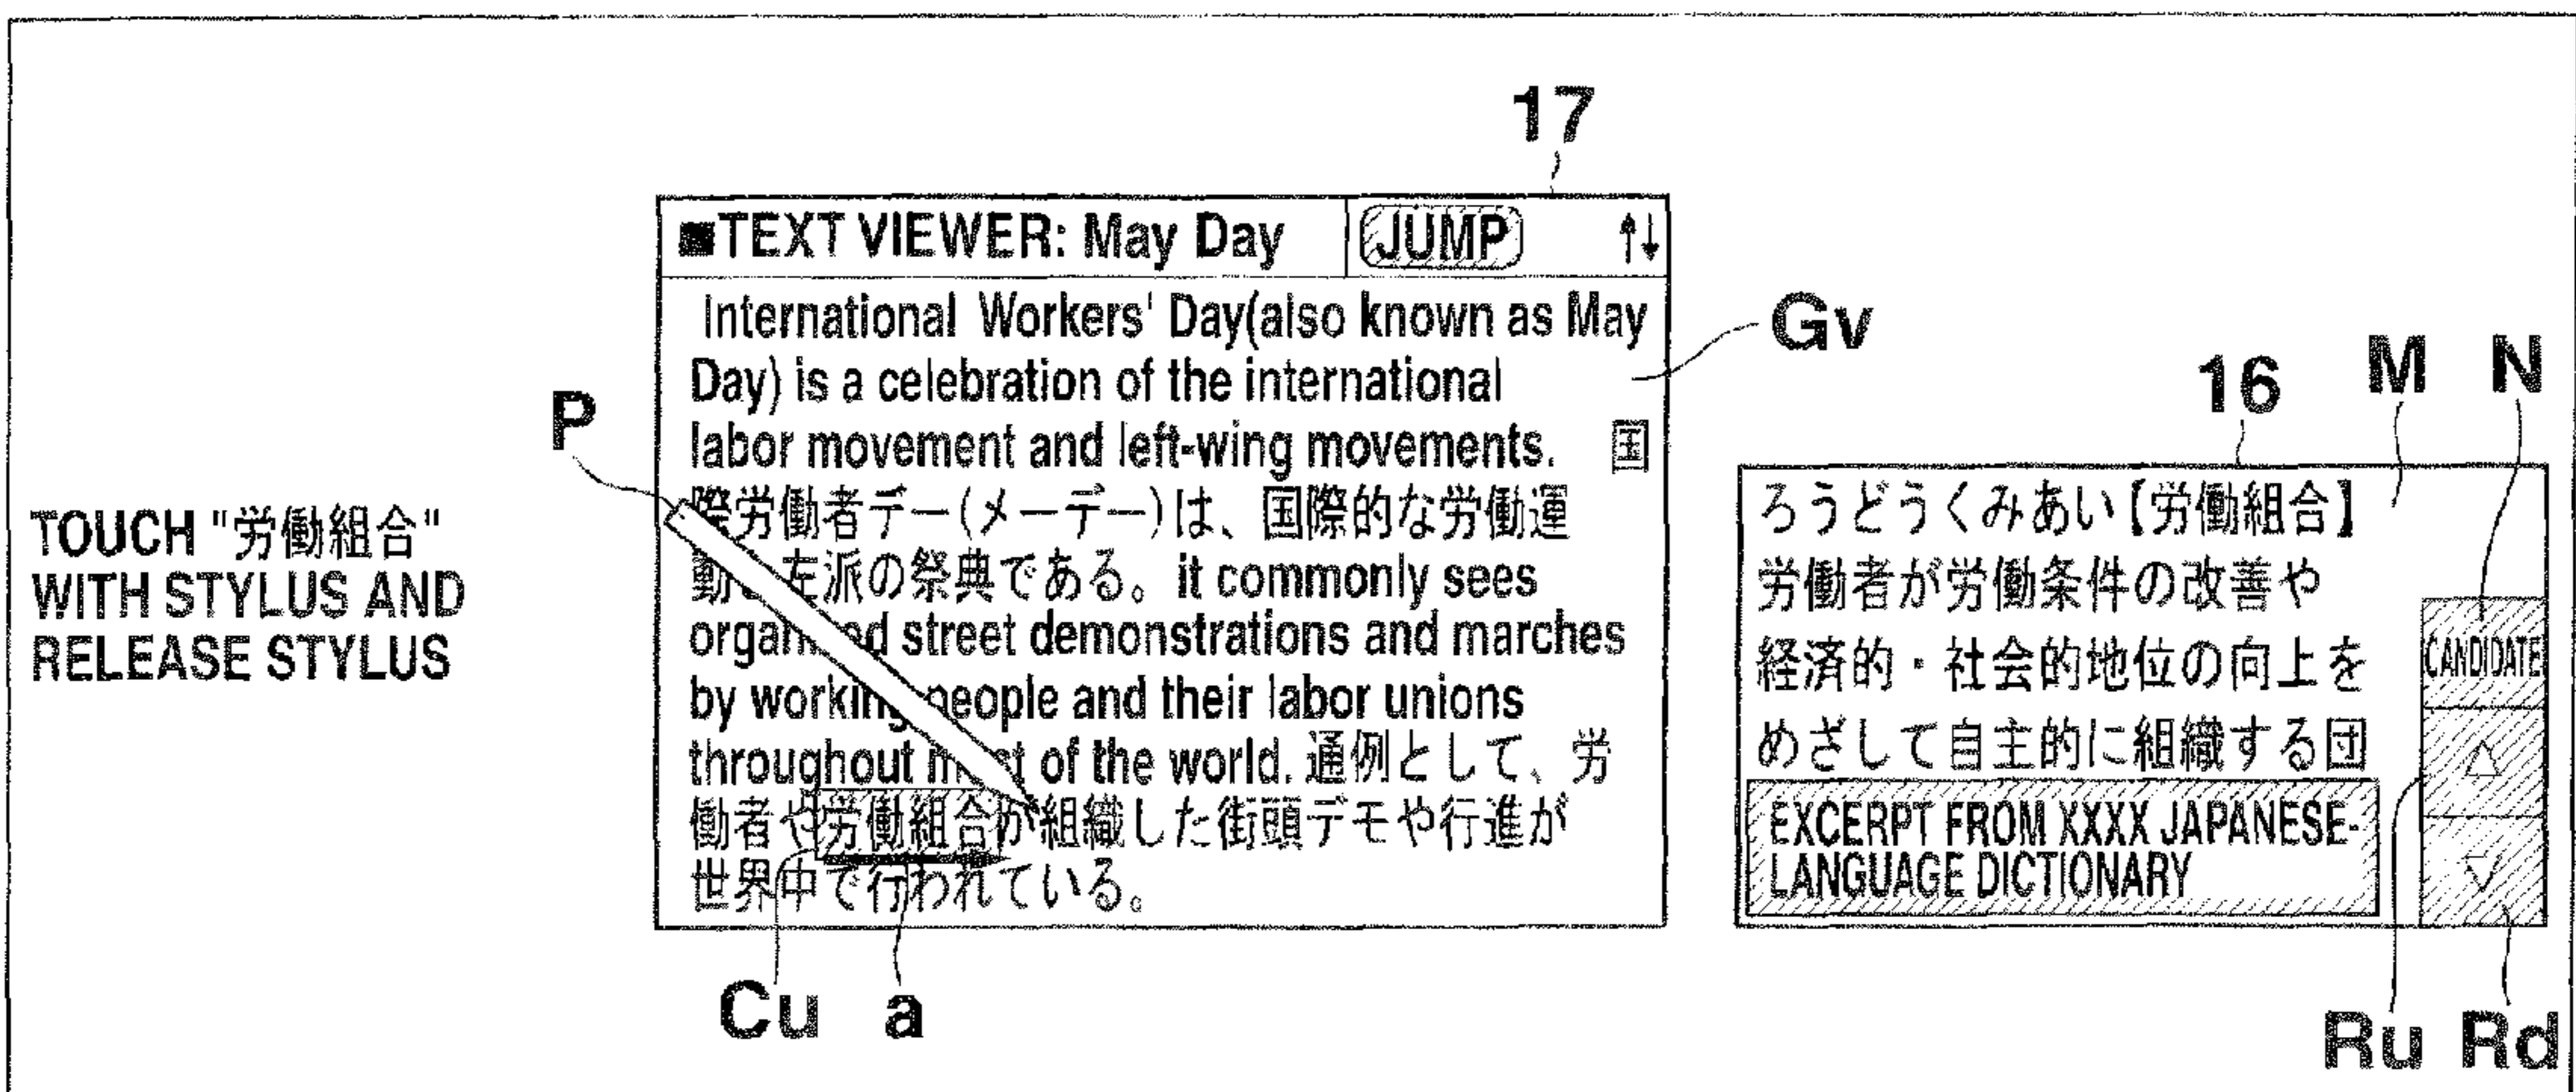 TOUCH "労働組合"
WITH STYLUS AND
RELEASE STYLUS
P
17
■TEXT VIEWER: May Day
JUMP
↑↓
International Workers' Day(also known as May
Day) is a celebration of the international
labor movement and left-wing movements. 国
際労働者デー(メーデー)は、国際的な労働運
動 左派の祭典である。it commonly sees
street demonstrations and marches
by working people and their labor unions
throughout of the world. 通例として、労
働者や労働組合が組織した街頭デモや行進が
世界中で行われている。
Gv
Cu
a
16
M
N
ろうどうくみあい【労働組合】
労働者が労働条件の改善や
経済的・社会的地位の向上を
めざして自主的に組織する団
EXCERPT FROM XXXX JAPANESE-
LANGUAGE DICTIONARY
CANDIDATE
△
▽
Ru
Rd